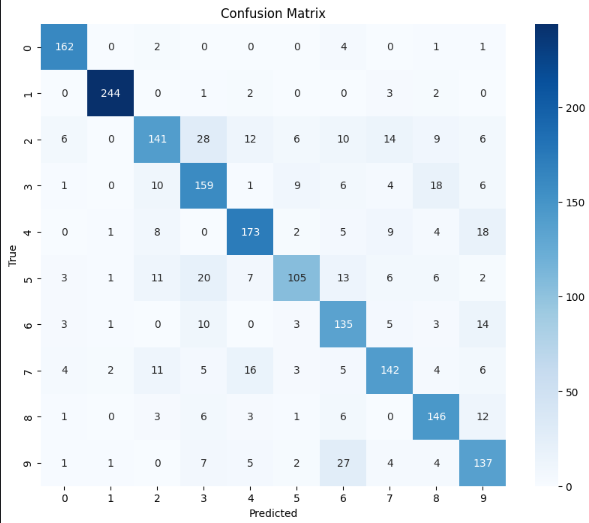 Confusion Matrix
0 162 0 2 0 0 0 4 0 1 1
1 0 244 0 1 2 0 0 3 2 0
2 6 0 141 28 12 6 10 14 9 6
3 1 0 10 159 1 9 6 4 18 6
4 0 1 8 0 173 2 5 9 4 18
5 3 1 11 20 7 105 13 6 6 2
6 3 1 0 10 0 3 135 5 3 14
7 4 2 11 5 16 3 5 142 4 6
8 1 0 3 6 3 1 6 0 146 12
9 1 1 0 7 5 2 27 4 4 137
0 1 2 3 4 5 6 7 8 9
Predicted
True
200
150
100
50
0